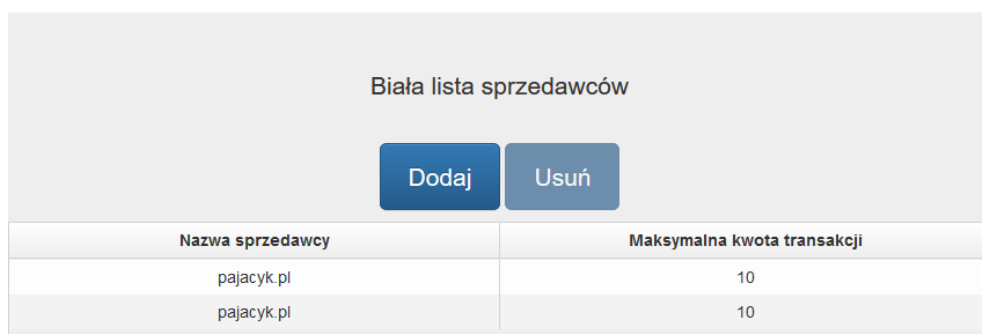 Biała lista sprzedawców
Dodaj Usuń
Nazwa sprzedawcy Maksymalna kwota transakcji
pajacyk.pl 10
pajacyk.pl 10